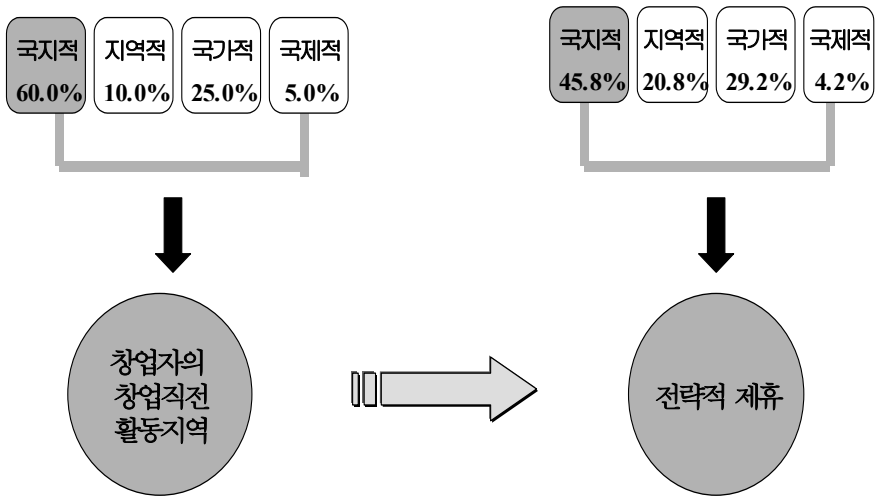 국지적 지역적 국가적 국제적
60.0% 10.0% 25.0% 5.0%
국지적 지역적 국가적 국제적
45.8% 20.8% 29.2% 4.2%
창업자의
창업직전
활동지역
전략적 제휴